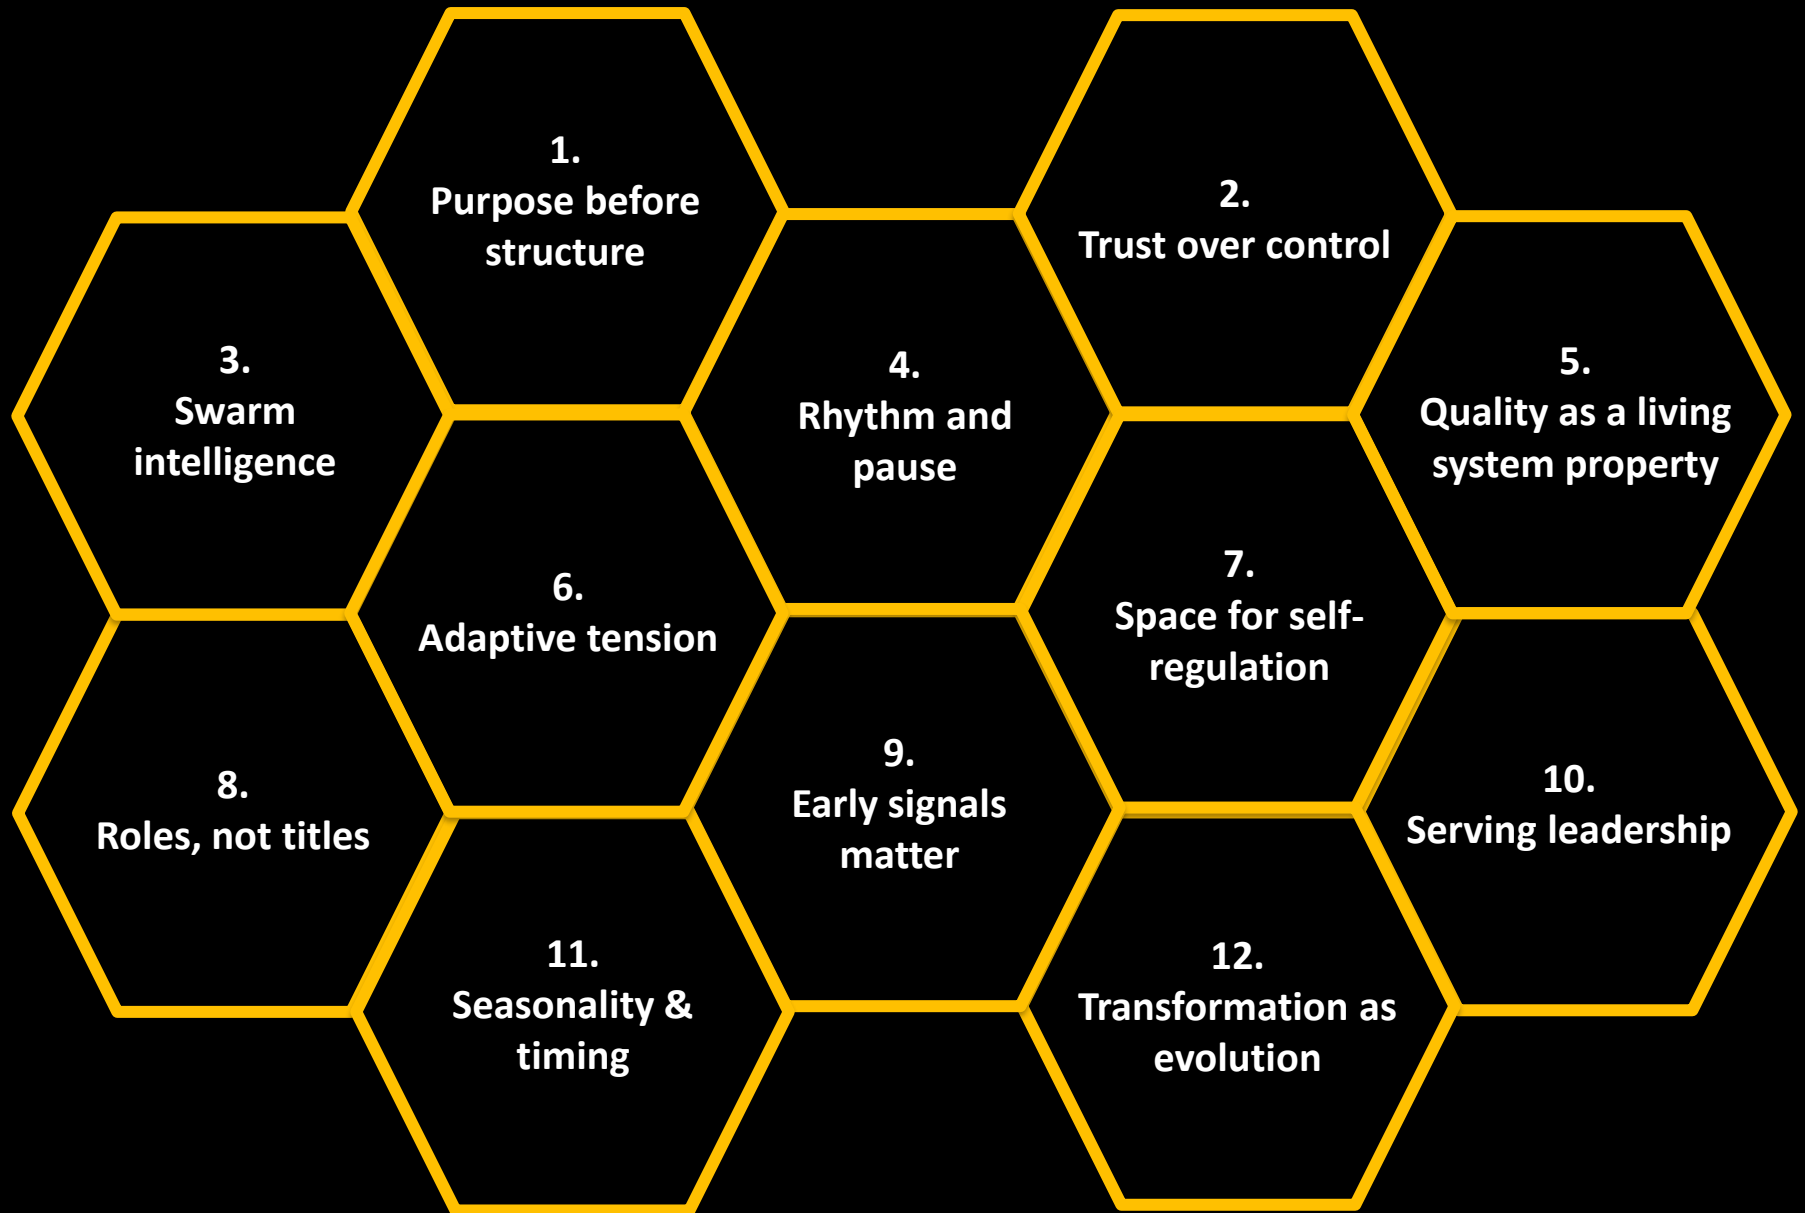 1.
Purpose before
structure
2.
Trust over control
3.
Swarm
intelligence
4.
Rhythm and
pause
5.
Quality as a living
system property
6.
Adaptive tension
7.
Space for self-
regulation
8.
Roles, not titles
9.
Early signals
matter
10.
Serving leadership
11.
Seasonality &
timing
12.
Transformation as
evolution